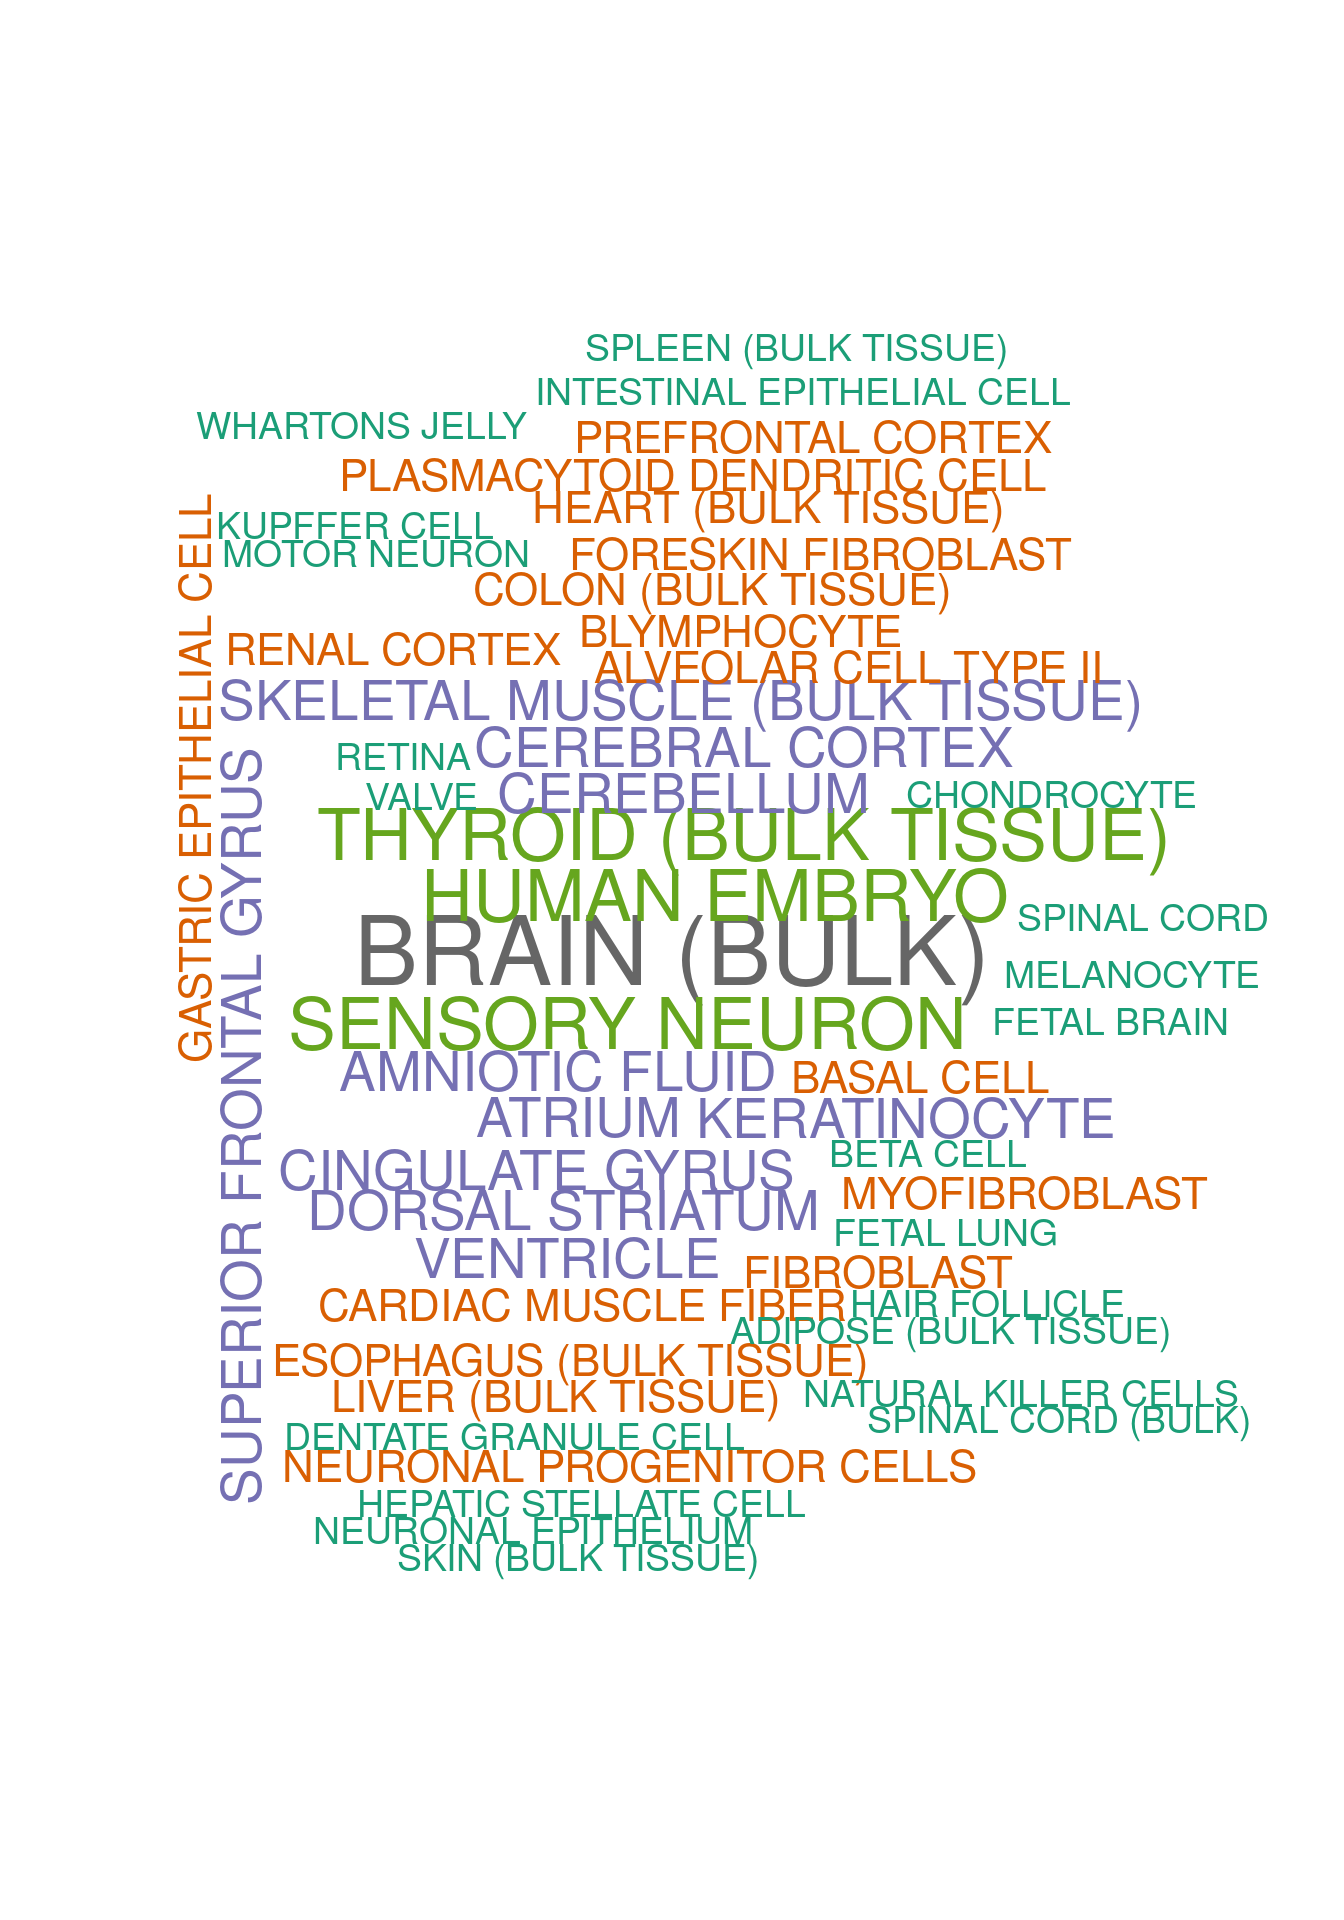 SPLEEN (BULK TISSUE)
INTESTINAL EPITHELIAL CELL
WHARTONS JELLY
PREFRONTAL CORTEX
PLASMACYTOID DENDRITIC CELL
HEART (BULK TISSUE)
KUPFFER CELL
MOTOR NEURON
FORESKIN FIBROBLAST
COLON (BULK TISSUE)
BLYMPHOCYTE
RENAL CORTEX
ALVEOLAR CELL TYPE II
SKELETAL MUSCLE (BULK TISSUE)
CEREBRAL CORTEX
RETINA
CEREBELLUM
VALVE
CHONDROCYTE
THYROID (BULK TISSUE)
HUMAN EMBRYO
SPINAL CORD
BRAIN (BULK)
MELANOCYTE
SENSORY NEURON
FETAL BRAIN
GASTRIC EPITHELIAL CELL
SUPERIOR FRONTAL GYRUS
AMNIOTIC FLUID
BASAL CELL
ATRIUM
KERATINOCYTE
BETA CELL
CINGULATE GYRUS
MYOFIBROBLAST
DORSAL STRIATUM
FETAL LUNG
VENTRICLE
FIBROBLAST
CARDIAC MUSCLE FIBER
HAIR FOLLICLE
ADIPOSE (BULK TISSUE)
ESOPHAGUS (BULK TISSUE)
LIVER (BULK TISSUE)
NATURAL KILLER CELLS
SPINAL CORD (BULK)
DENTATE GRANULE CELL
NEURONAL PROGENITOR CELLS
HEPATIC STELLATE CELL
NEURONAL EPITHELIUM
SKIN (BULK TISSUE)